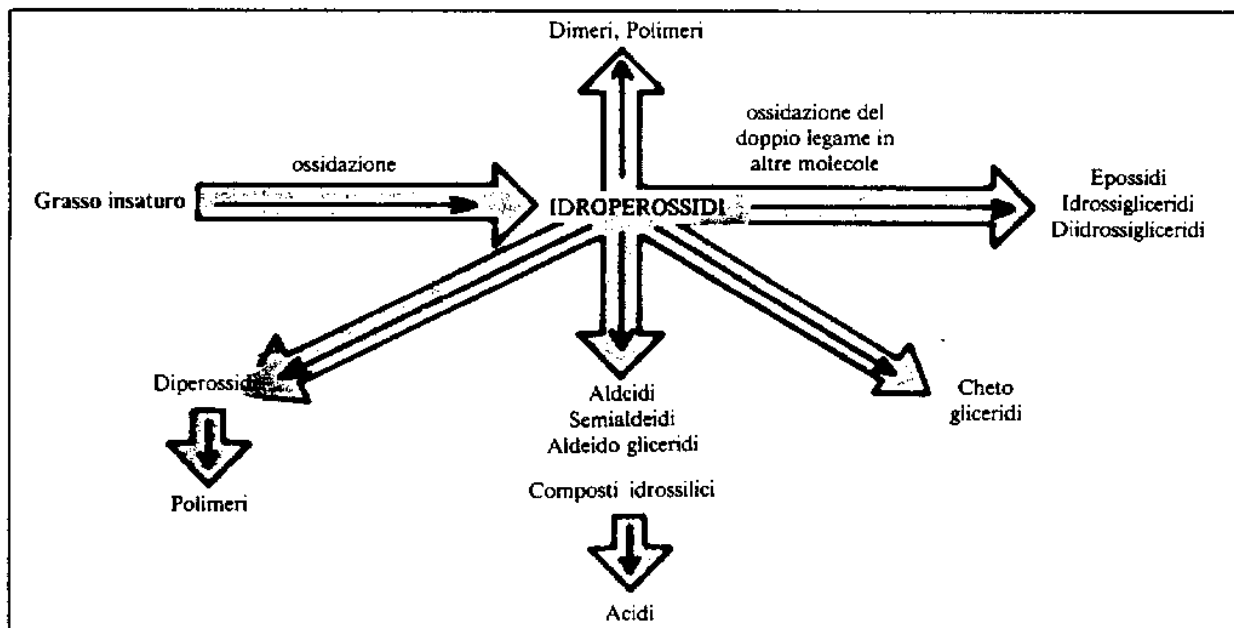 Dimeri, Polimeri
ossidazione del
doppio legame in
altre molecole
ossidazione
Grasso insaturo
IDROPEROSSIDI
Epossidi
Idrossigliceridi
Diidrossigliceridi
Diperossidi
Aldeidi
Semialdeidi
Aldeido gliceridi
Cheto
gliceridi
Composti idrossilici
Polimeri
Acidi